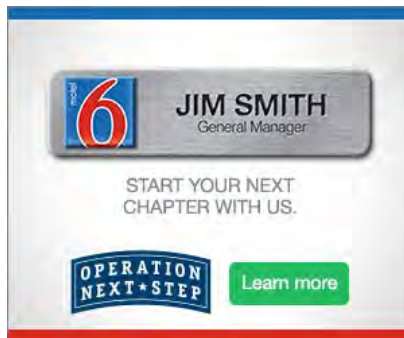 motel
6
JIM SMITH
General Manager
START YOUR NEXT
CHAPTER WITH US.
OPERATION
NEXT★STEP
Learn more